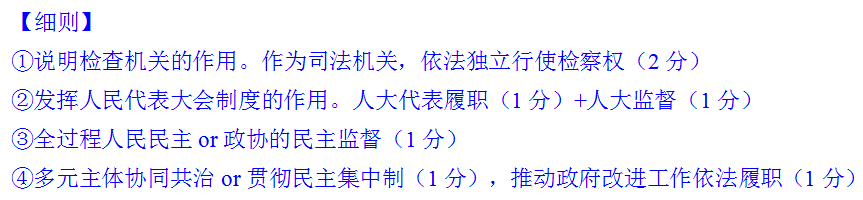 【细则】
①说明检查机关的作用。作为司法机关，依法独立行使检察权（2 分）
②发挥人民代表大会制度的作用。人大代表履职（1 分）+人大监督（1 分）
③全过程人民民主 or 政协的民主监督（1 分）
④多元主体协同共治 or 贯彻民主集中制（1 分），推动政府改进工作依法履职（1 分）